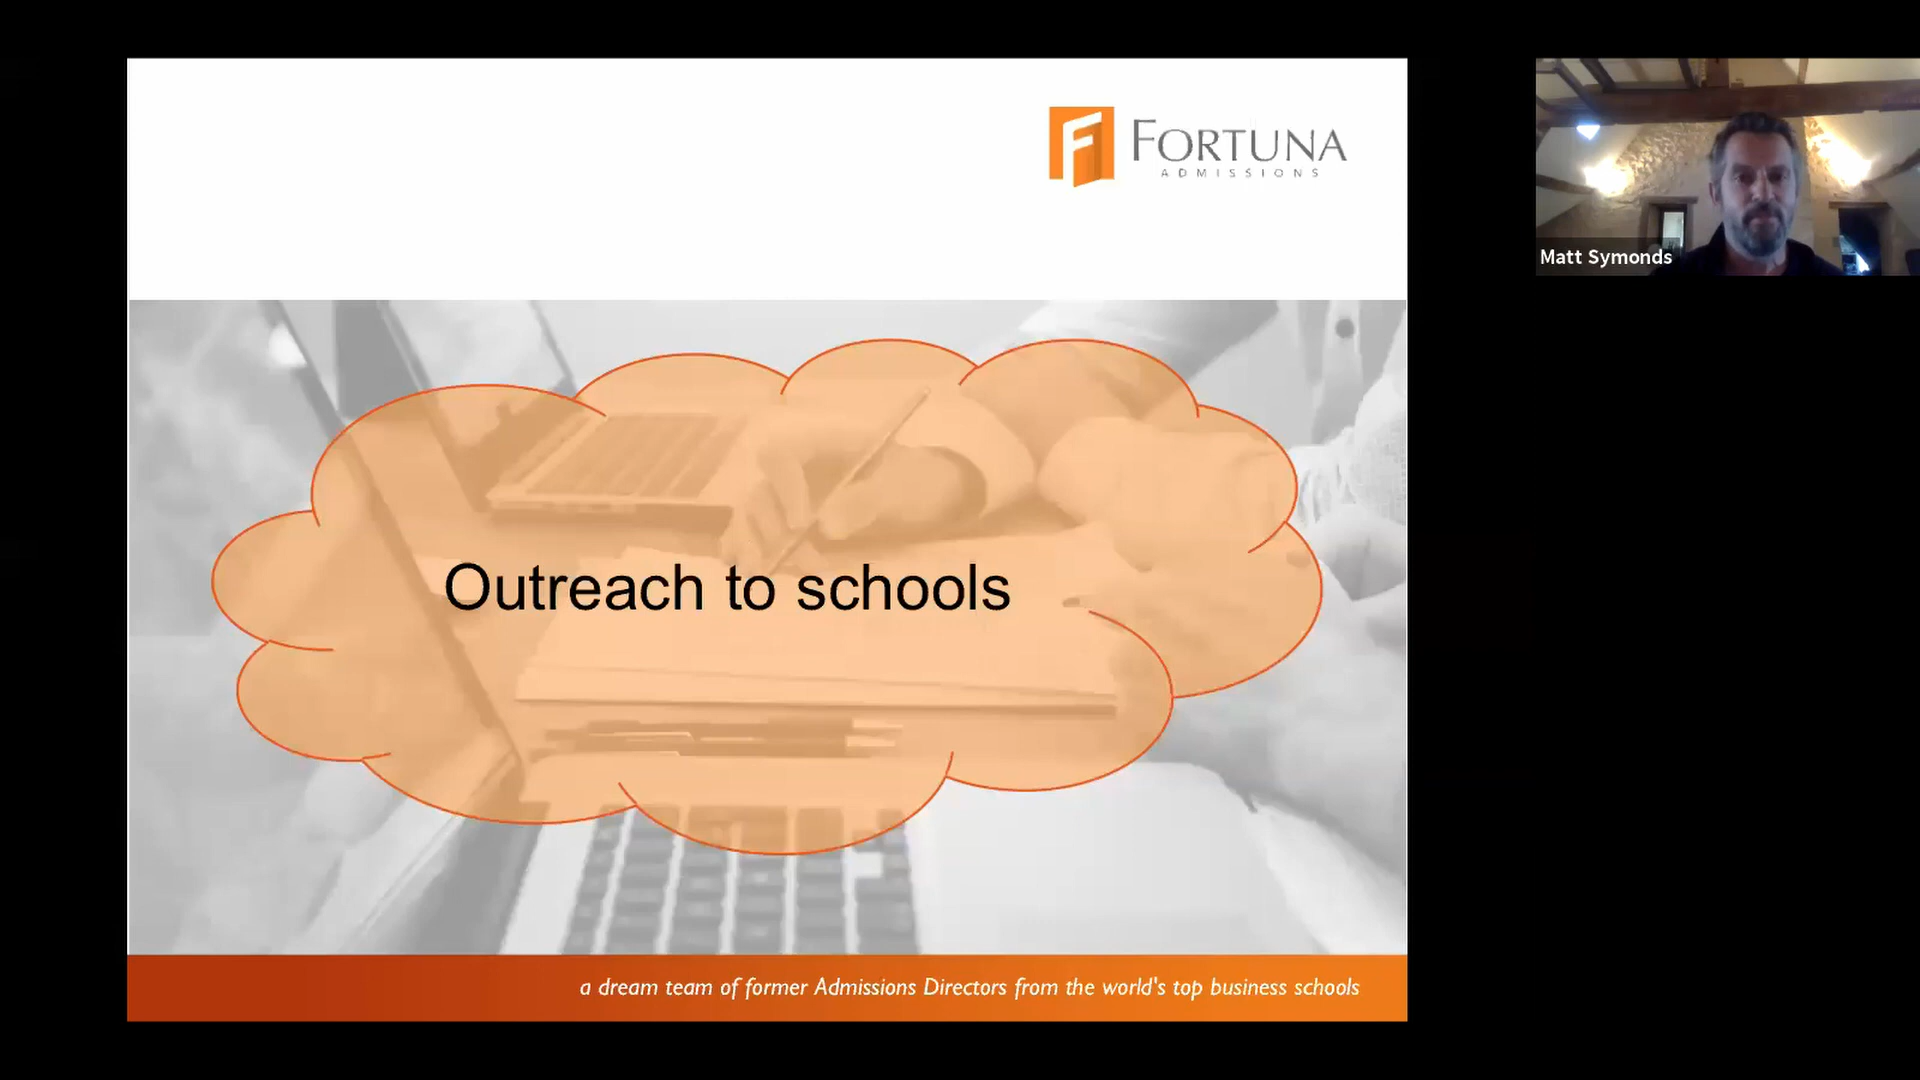 FORTUNA
ADMISSIONS
Matt Symonds
Outreach to schools
a dream team of former Admissions Directors from the world's top business schools